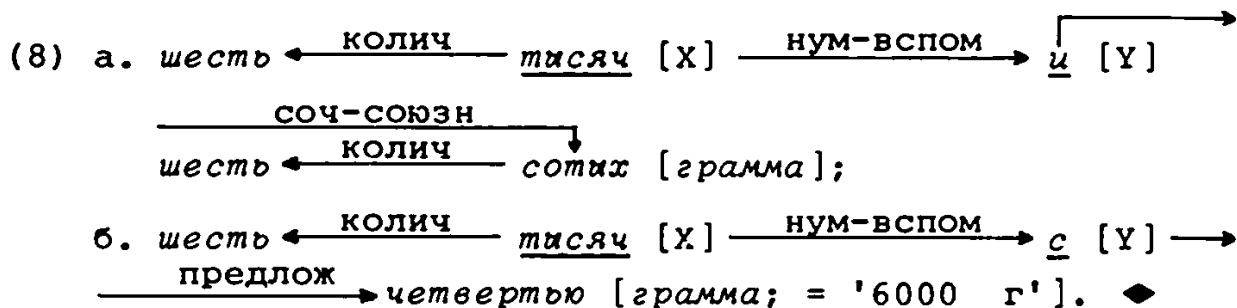 колич нум-вспом
(8) а. шесть тысяч [X] и [Y]
соч-союзн
колич
шесть сотых [грамма];
колич нум-вспом
б. шесть тысяч [X] с [Y]
предлож
четвертью [грамма; = '6000 г']. ◆